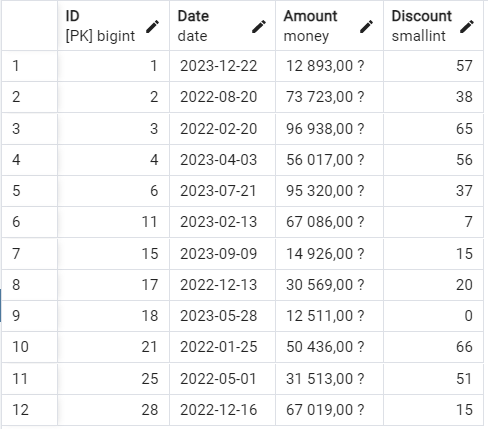 ID Date Amount Discount
[PK] bigint date money smallint
1 1 2023-12-22 12 893,00 ? 57
2 2 2022-08-20 73 723,00 ? 38
3 3 2022-02-20 96 938,00 ? 65
4 4 2023-04-03 56 017,00 ? 56
5 6 2023-07-21 95 320,00 ? 37
6 11 2023-02-13 67 086,00 ? 7
7 15 2023-09-09 14 926,00 ? 15
8 17 2022-12-13 30 569,00 ? 20
9 18 2023-05-28 12 511,00 ? 0
10 21 2022-01-25 50 436,00 ? 66
11 25 2022-05-01 31 513,00 ? 51
12 28 2022-12-16 67 019,00 ? 15